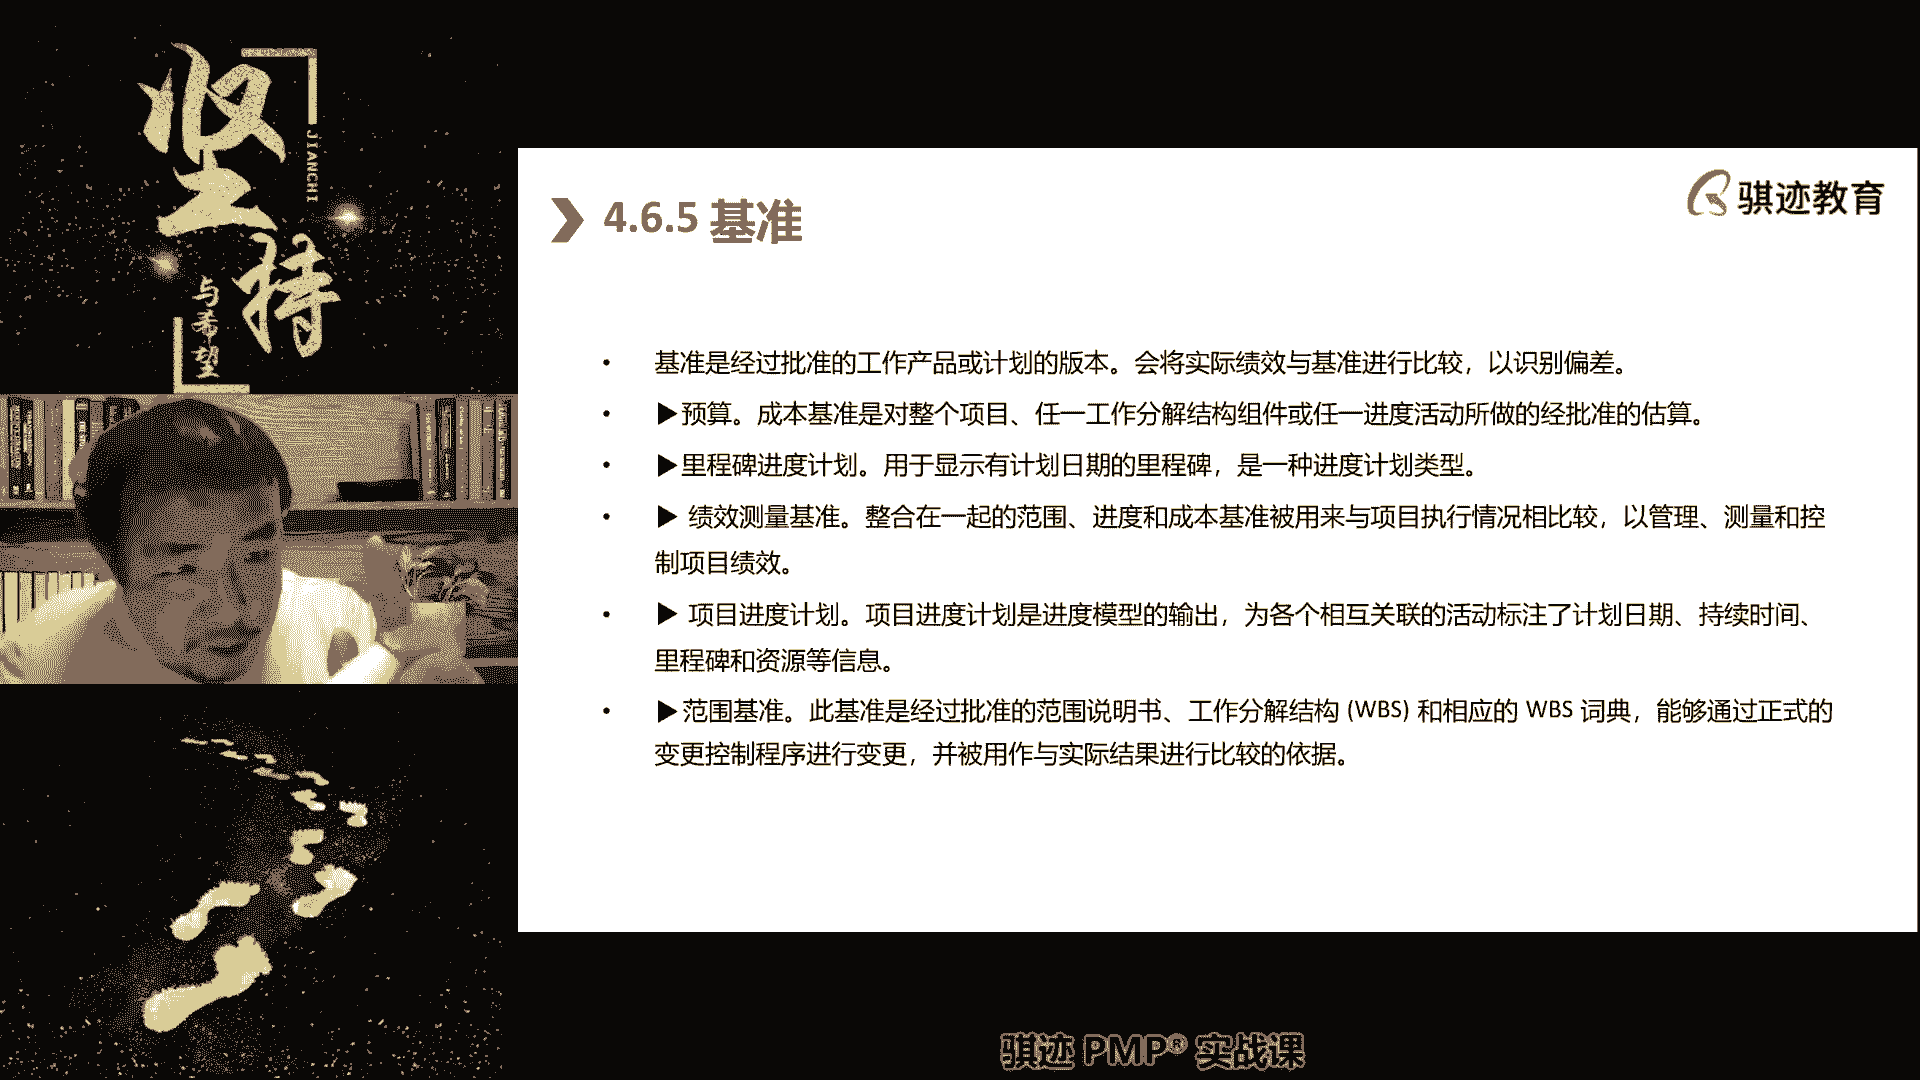 坚持
JIANCHI
与希望
骐迹教育
4.6.5 基准
• 基准是经过批准的工作产品或计划的版本。会将实际绩效与基准进行比较，以识别偏差。
• ▶预算。成本基准是对整个项目、任一工作分解结构组件或任一进度活动所做的经批准的估算。
• ▶里程碑进度计划。用于显示有计划日期的里程碑，是一种进度计划类型。
• ▶ 绩效测量基准。整合在一起的范围、进度和成本基准被用来与项目执行情况相比较，以管理、测量和控
制项目绩效。
• ▶ 项目进度计划。项目进度计划是进度模型的输出，为各个相互关联的活动标注了计划日期、持续时间、
里程碑和资源等信息。
• ▶范围基准。此基准是经过批准的范围说明书、工作分解结构 (WBS) 和相应的 WBS 词典，能够通过正式的
变更控制程序进行变更，并被用作与实际结果进行比较的依据。
骐迹 PMP® 实战课